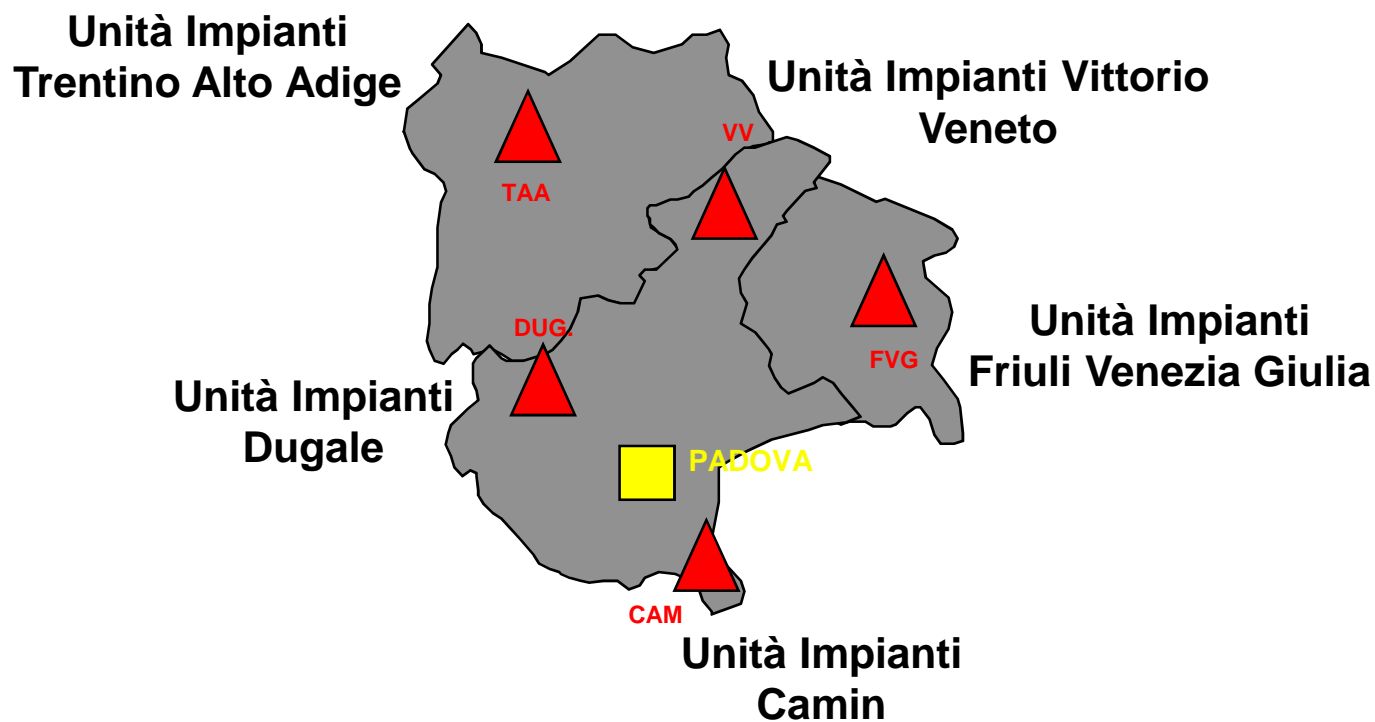 Unità Impianti
Trentino Alto Adige
Unità Impianti Vittorio
Veneto
VV
TAA
DUG.
Unità Impianti
Friuli Venezia Giulia
FVG
Unità Impianti
Dugale
PADOVA
CAM
Unità Impianti
Camin